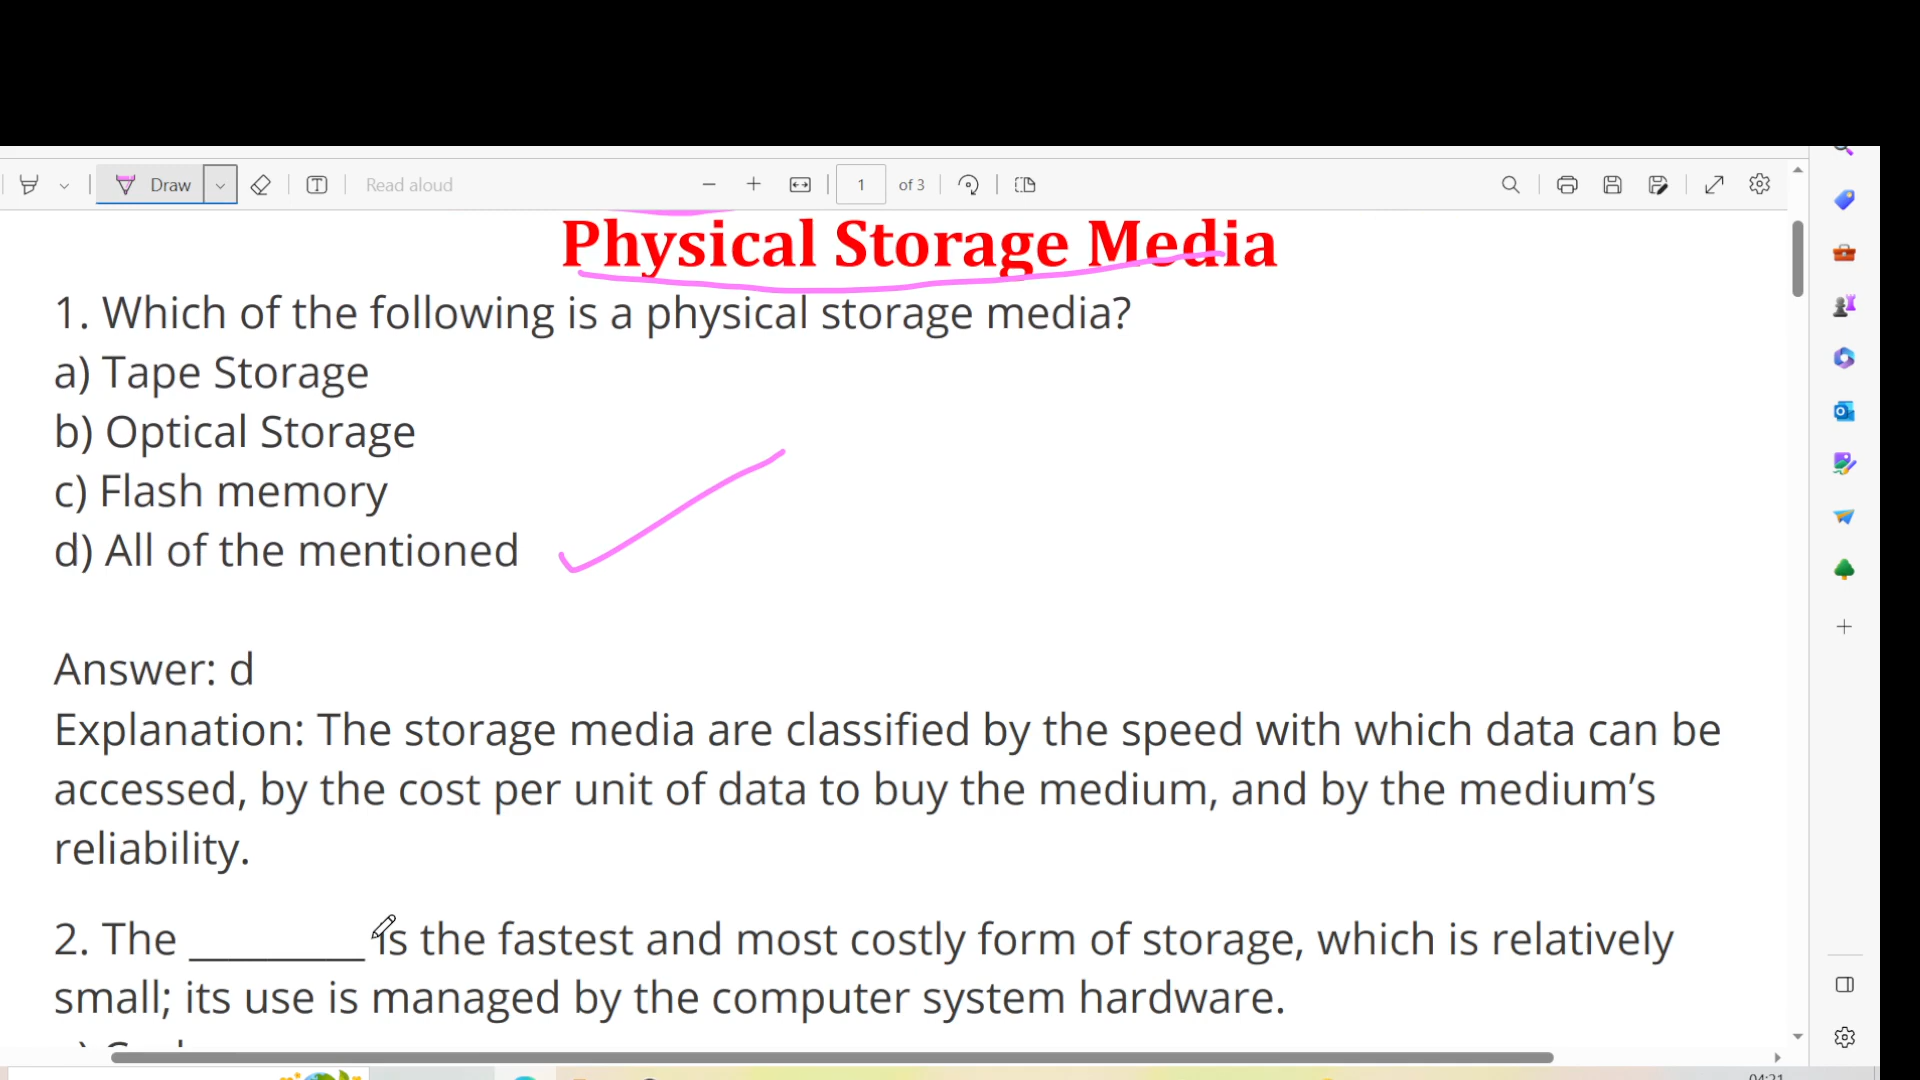 Draw
Read aloud
1
of 3
Physical Storage Media
1. Which of the following is a physical storage media?
a) Tape Storage
b) Optical Storage
c) Flash memory
d) All of the mentioned
Answer: d
Explanation: The storage media are classified by the speed with which data can be
accessed, by the cost per unit of data to buy the medium, and by the medium’s
reliability.
2. The _________ is the fastest and most costly form of storage, which is relatively
small; its use is managed by the computer system hardware.